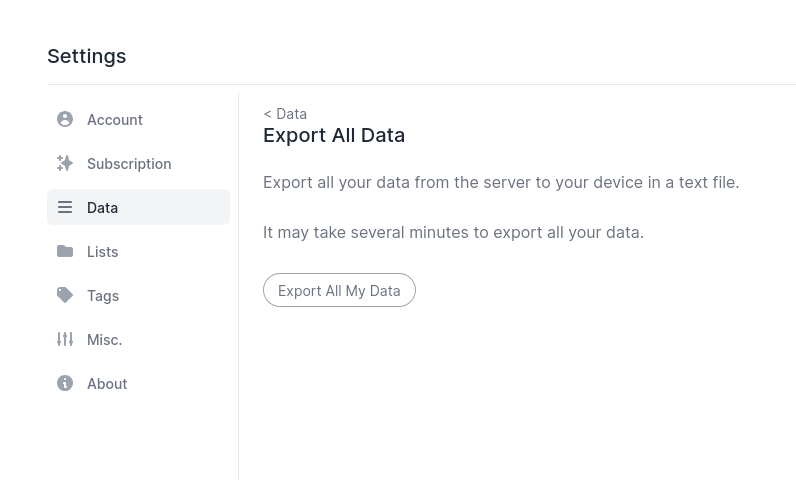 Settings
Account
Subscription
Data
Lists
Tags
Misc.
About
< Data
Export All Data
Export all your data from the server to your device in a text file.
It may take several minutes to export all your data.
Export All My Data